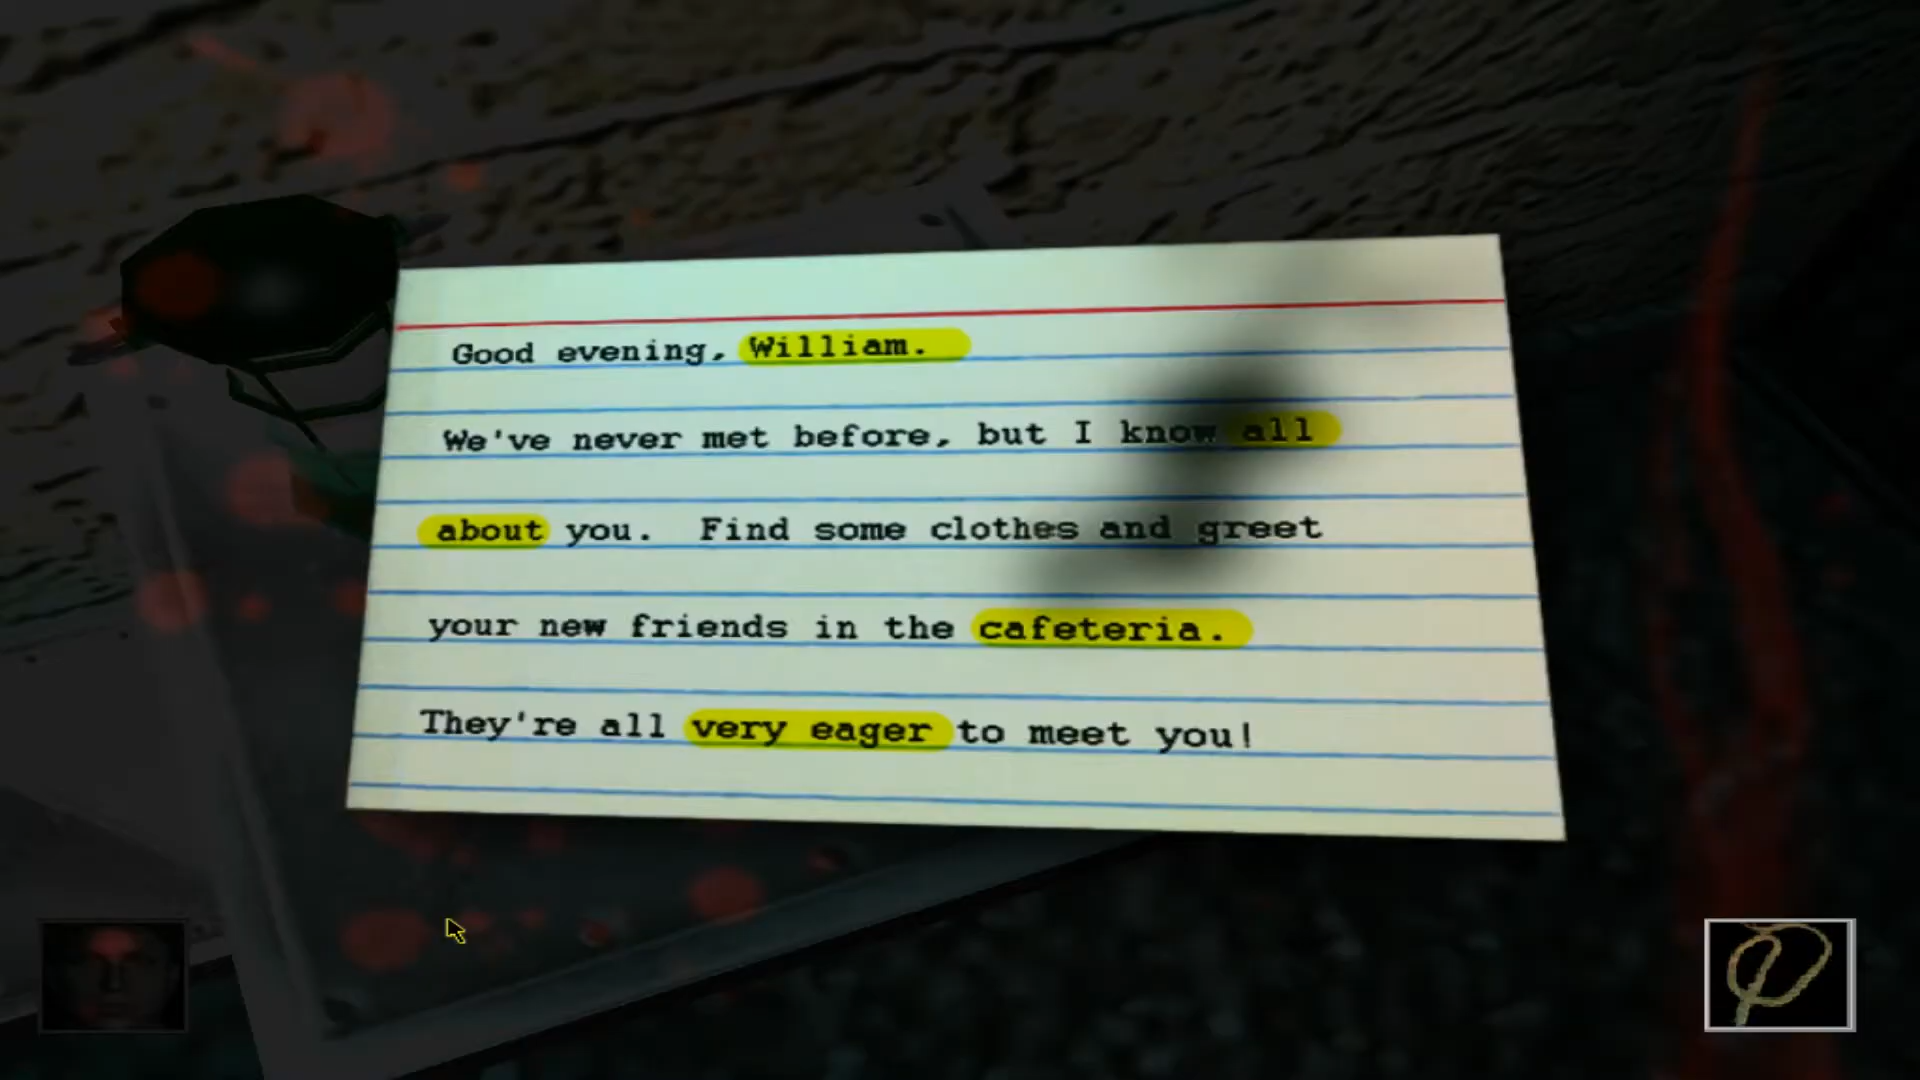 Good evening, William.
We've never met before, but I know all
about you. Find some clothes and greet
your new friends in the cafeteria.
They're all very eager to meet you!